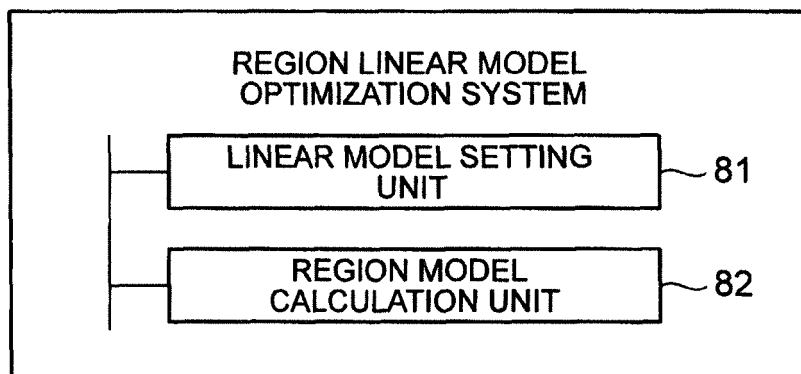 REGION LINEAR MODEL
OPTIMIZATION SYSTEM
LINEAR MODEL SETTING
UNIT
81
REGION MODEL
CALCULATION UNIT
82